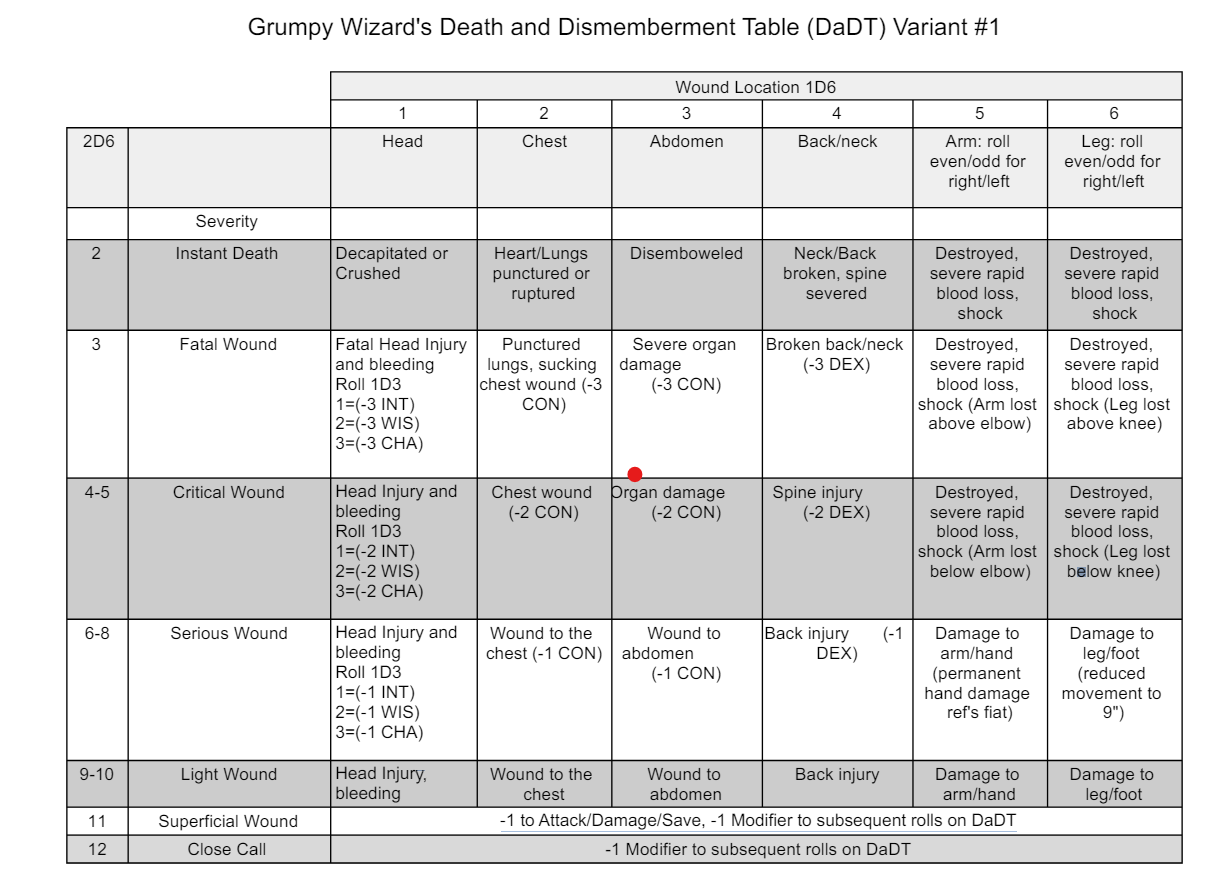 Grumpy Wizard's Death and Dismemberment Table (DaDT) Variant #1
Wound Location 1D6
1 2 3 4 5 6
2D6 Head Chest Abdomen Back/neck Arm: roll even/odd for right/left Leg: roll even/odd for right/left
Severity
2 Instant Death Decapitated or Crushed Heart/Lungs punctured or ruptured Disemboweled Neck/Back broken, spine severed Destroyed, severe rapid blood loss, shock Destroyed, severe rapid blood loss, shock
3 Fatal Wound Fatal Head Injury and bleeding Roll 1D3 1=(-3 INT) 2=(-3 WIS) 3=(-3 CHA) Punctured lungs, sucking chest wound (-3 CON) Severe organ damage (-3 CON) Broken back/neck (-3 DEX) Destroyed, severe rapid blood loss, shock (Arm lost above elbow) Destroyed, severe rapid blood loss, shock (Leg lost above knee)
4-5 Critical Wound Head Injury and bleeding Roll 1D3 1=(-2 INT) 2=(-2 WIS) 3=(-2 CHA) Chest wound (-2 CON) Organ damage (-2 CON) Spine injury (-2 DEX) Destroyed, severe rapid blood loss, shock (Arm lost below elbow) Destroyed, severe rapid blood loss, shock (Leg lost below knee)
6-8 Serious Wound Head Injury and bleeding Roll 1D3 1=(-1 INT) 2=(-1 WIS) 3=(-1 CHA) Wound to the chest (-1 CON) Wound to abdomen (-1 CON) Back injury (-1 DEX) Damage to arm/hand (permanent hand damage ref's fiat) Damage to leg/foot (reduced movement to 9")
9-10 Light Wound Head Injury, bleeding Wound to the chest Wound to abdomen Back injury Damage to arm/hand Damage to leg/foot
11 Superficial Wound -1 to Attack/Damage/Save, -1 Modifier to subsequent rolls on DaDT
12 Close Call -1 Modifier to subsequent rolls on DaDT